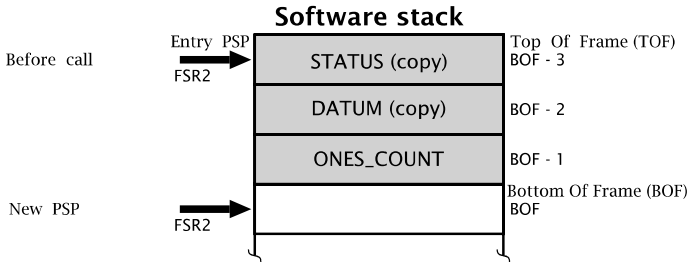 Software stack
Entry PSP
Top Of Frame (TOF)
Before call
FSR2
STATUS (copy)
BOF - 3
DATUM (copy)
BOF - 2
ONES_COUNT
BOF - 1
Bottom Of Frame (BOF)
New PSP
FSR2
BOF